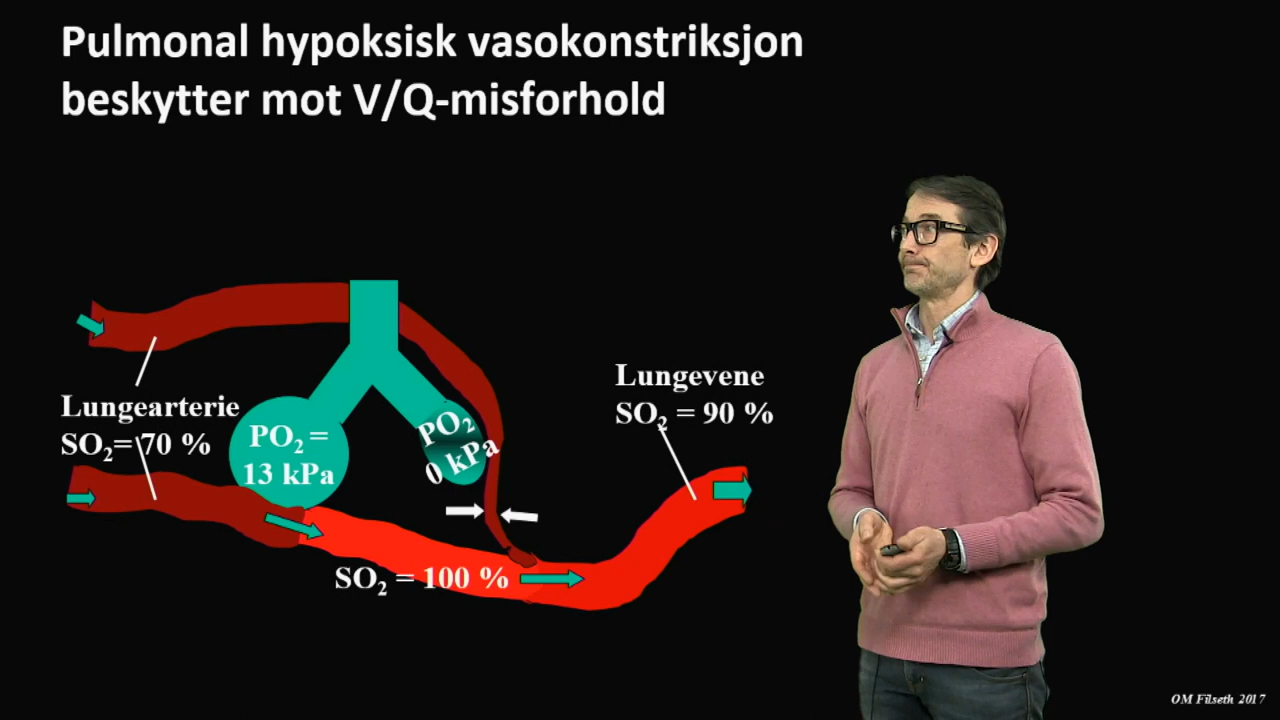 Pulmonal hypoksisk vasokonstriksjon
beskytter mot V/Q-misforhold
Lungearterie
SO₂= 70 %
PO₂ =
13 kPa
PO₂
0 kPa
Lungevene
SO₂ = 90 %
SO₂ = 100 %
OM Filseth 2017